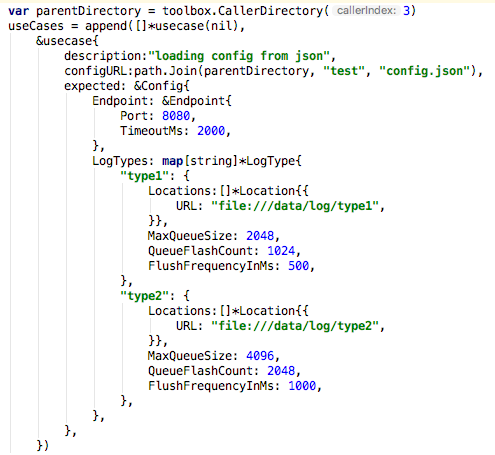 var parentDirectory = toolbox.CallerDirectory( callerIndex: 3)
useCases = append([]*usecase(nil),
    &usecase{
        description:"loading config from json",
        configURL:path.Join(parentDirectory, "test", "config.json"),
        expected: &Config{
            Endpoint: &Endpoint{
                Port: 8080,
                TimeoutMs: 2000,
            },
            LogTypes: map[string]*LogType{
                "type1": {
                    Locations:[]*Location{{
                        URL: "file:///data/log/type1",
                    }},
                    MaxQueueSize: 2048,
                    QueueFlashCount: 1024,
                    FlushFrequencyInMs: 500,
                },
                "type2": {
                    Locations:[]*Location{{
                        URL: "file:///data/log/type2",
                    }},
                    MaxQueueSize: 4096,
                    QueueFlashCount: 2048,
                    FlushFrequencyInMs: 1000,
                },
            },
        },
    })